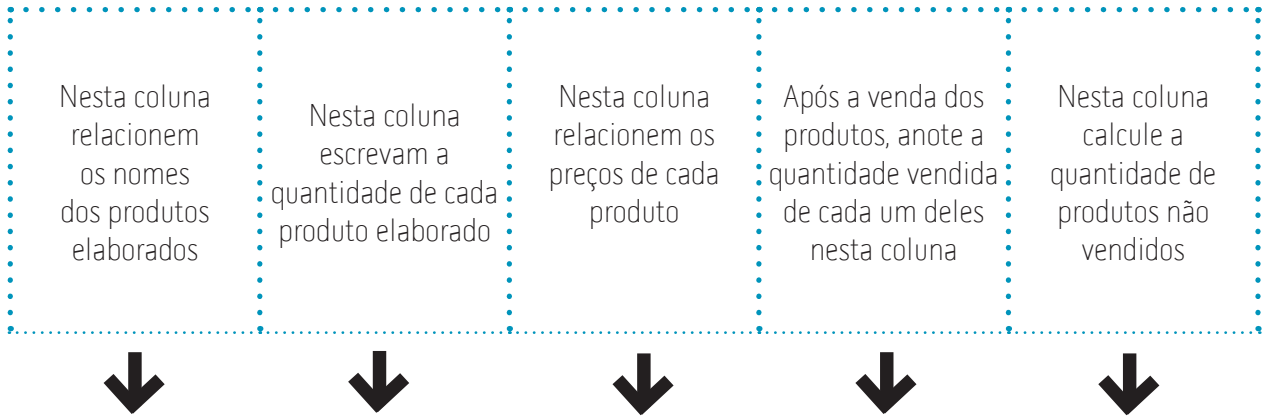 Nesta coluna
relacionem
os nomes
dos produtos
elaborados
Nesta coluna
escrevam a
quantidade de cada
produto elaborado
Nesta coluna
relacionem os
preços de cada
produto
Após a venda dos
produtos, anote a
quantidade vendida
de cada um deles
nesta coluna
Nesta coluna
calcule a
quantidade de
produtos não
vendidos